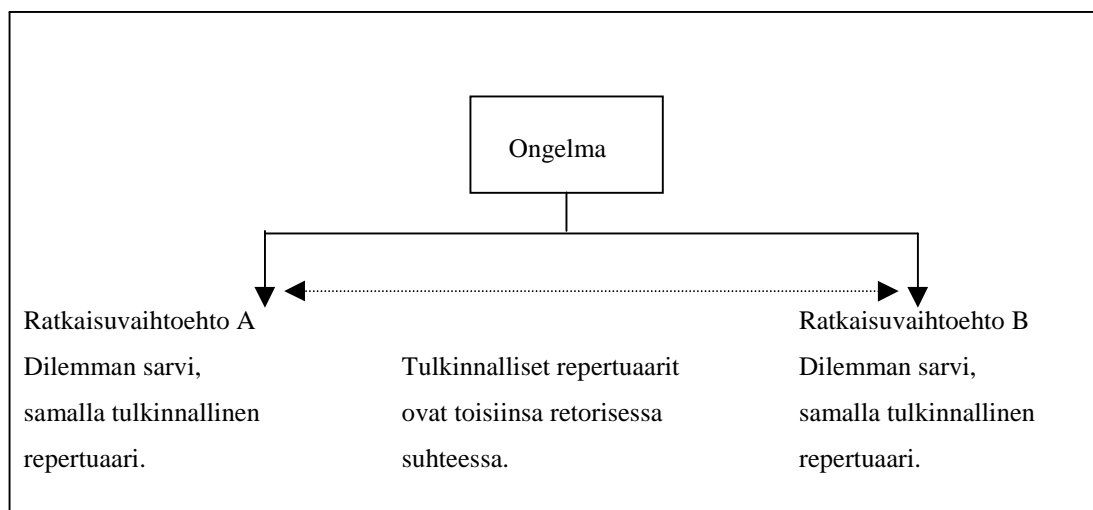 Ongelma
Ratkaisuvaihtoehto A
Dilemman sarvi,
samalla tulkinnallinen
repertuaari.
Tulkinnalliset repertuaarit
ovat toisiinsa retorisessa
suhteessa.
Ratkaisuvaihtoehto B
Dilemman sarvi,
samalla tulkinnallinen
repertuaari.